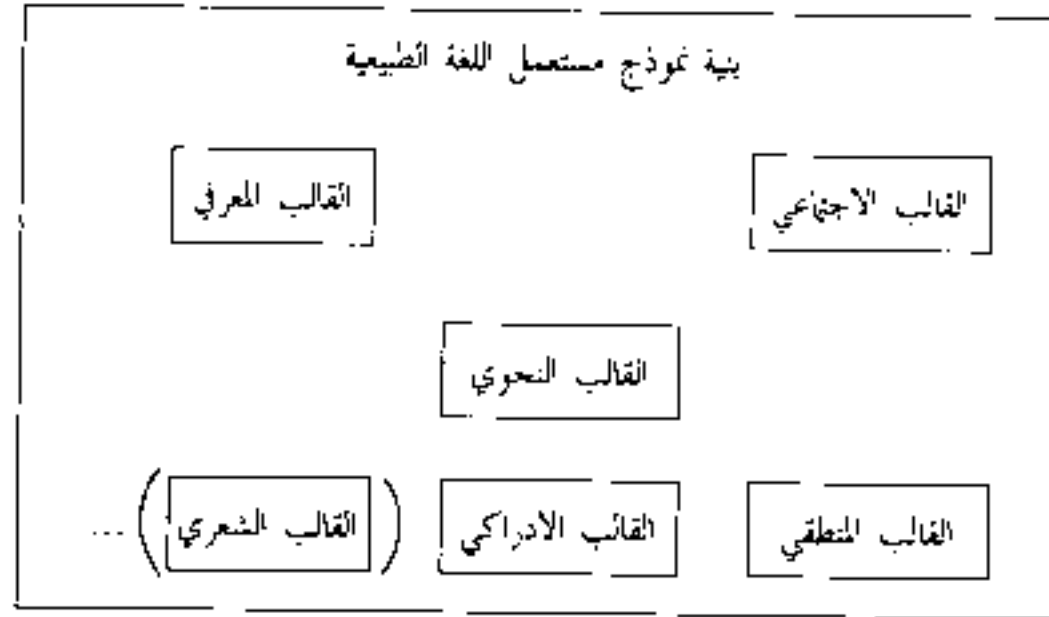 بنية نموذج مستعمل اللغة الطبيعية
القالب الاجتماعي
القالب المعرفي
القالب النحوي
القالب المنطقي
القالب الادراكي
(القالب الشعري) ...